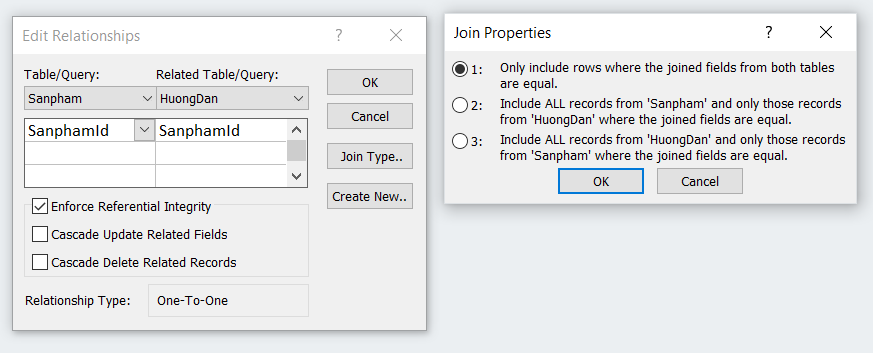 Edit Relationships
?
Table/Query:
Related Table/Query:
Sanpham
HuongDan
SanphamId
SanphamId
Enforce Referential Integrity
Cascade Update Related Fields
Cascade Delete Related Records
Relationship Type:
One-To-One
OK
Cancel
Join Type..
Create New..
Join Properties
?
1: Only include rows where the joined fields from both tables
are equal.
2: Include ALL records from 'Sanpham' and only those records
from 'HuongDan' where the joined fields are equal.
3: Include ALL records from 'HuongDan' and only those records
from 'Sanpham' where the joined fields are equal.
OK
Cancel